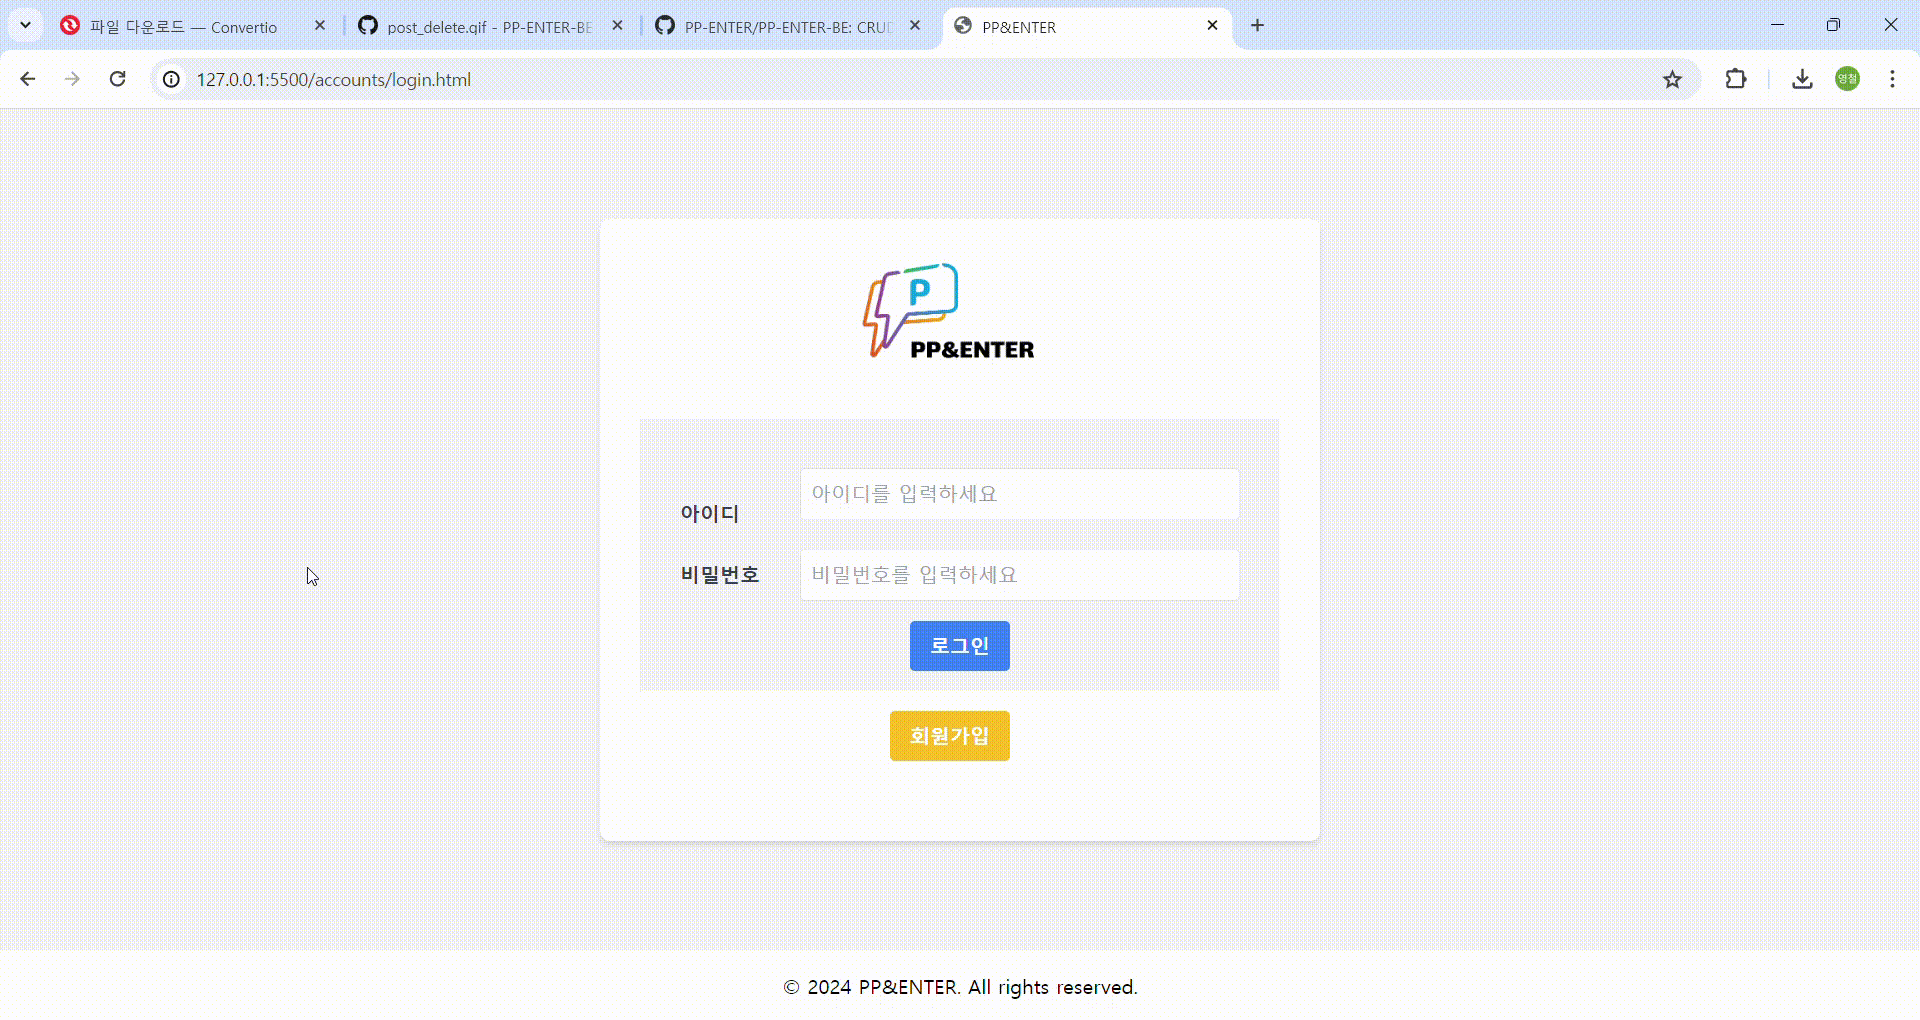 파일 다운로드 — Convertio
post_delete.gif - PP-ENTER-BE
PP-ENTER/PP-ENTER-BE: CRUD
PP&ENTER
127.0.0.1:5500/accounts/login.html
영철
P
PP&ENTER
아이디
아이디를 입력하세요
비밀번호
비밀번호를 입력하세요
로그인
회원가입
© 2024 PP&ENTER. All rights reserved.